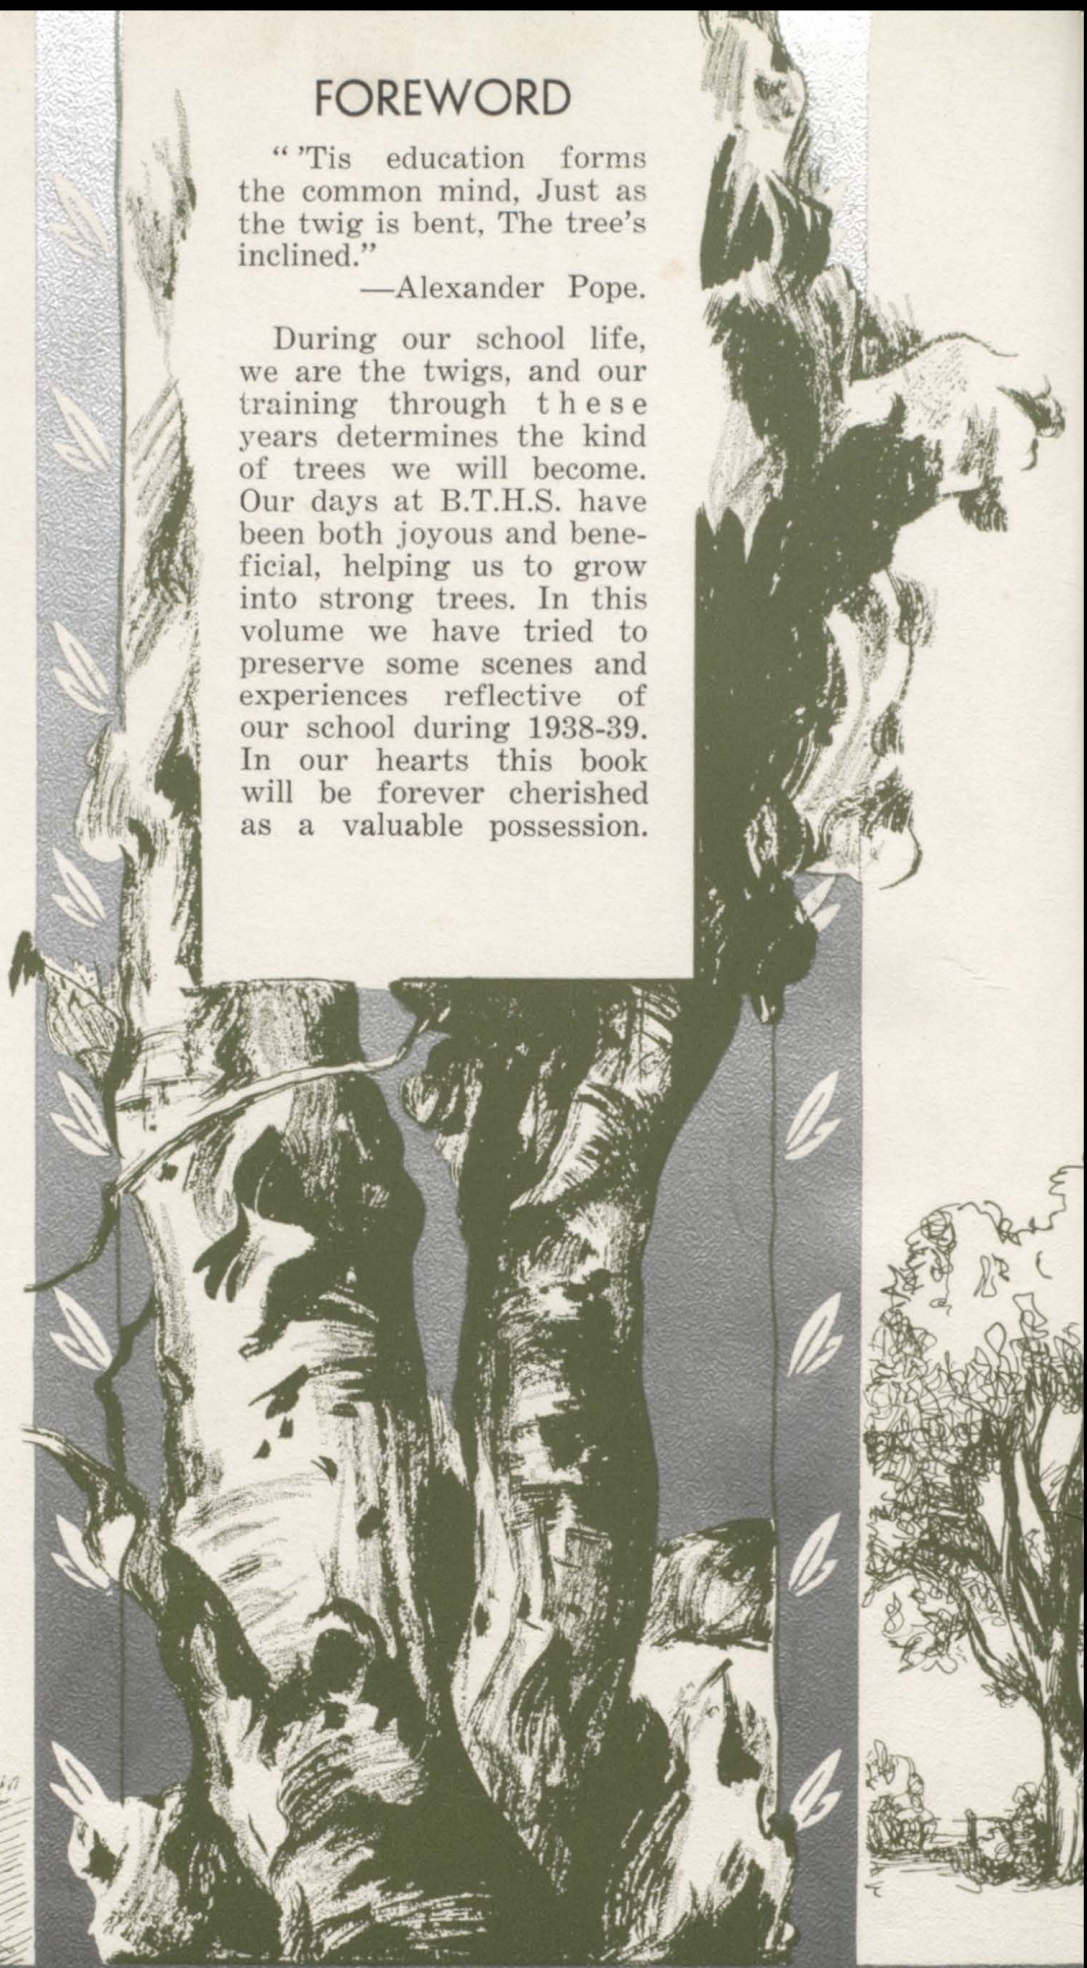 FOREWORD
“ ’Tis education forms
the common mind, Just as
the twig is bent, The tree’s
inclined.”
—Alexander Pope.
During our school life,
we are the twigs, and our
training through these
years determines the kind
of trees we will become.
Our days at B.T.H.S. have
been both joyous and bene-
ficial, helping us to grow
into strong trees. In this
volume we have tried to
preserve some scenes and
experiences reflective of
our school during 1938-39.
In our hearts this book
will be forever cherished
as a valuable possession.